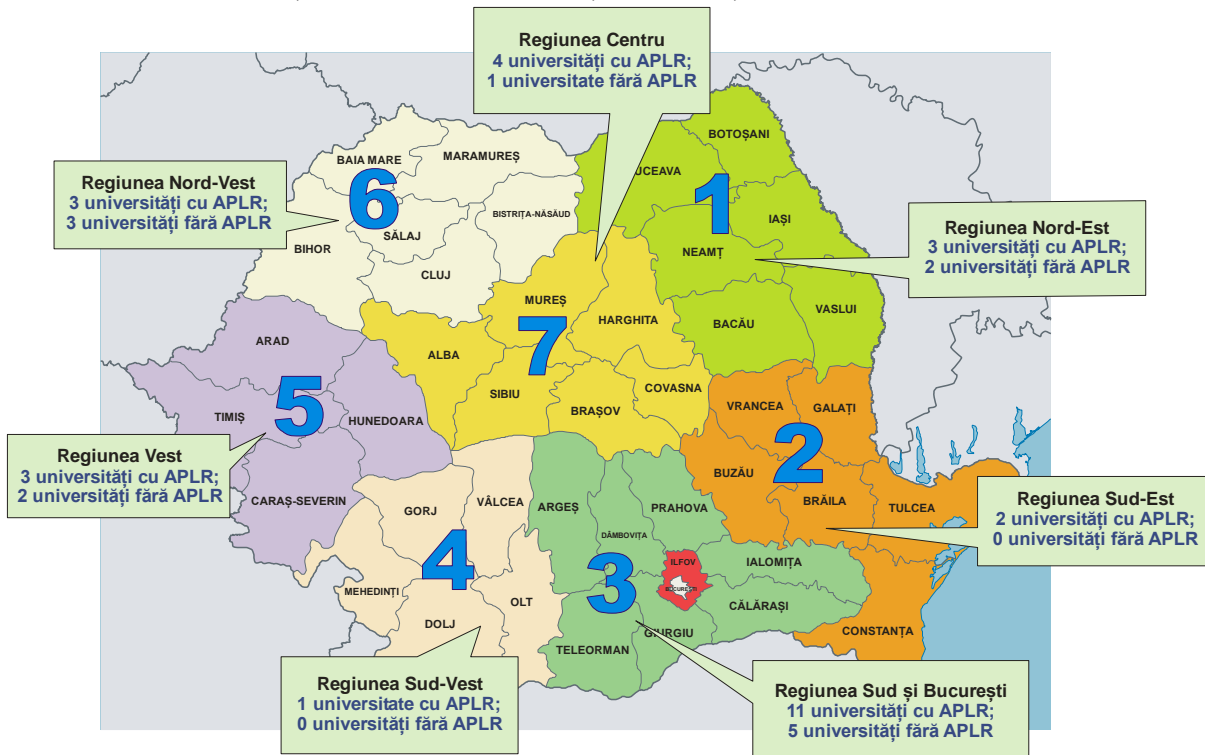 Regiunea Centru
4 universități cu APLR;
1 universitate fără APLR
BOTOȘANI
UCEAVA
BAIA MARE
MARAMUREȘ
6
1
Regiunea Nord-Vest
3 universități cu APLR;
3 universități fără APLR
BISTRIȚA-NĂSĂUD
IAȘI
SĂLAJ
BIHOR
NEAMȚ
Regiunea Nord-Est
3 universități cu APLR;
2 universități fără APLR
CLUJ
MUREȘ
HARGHITA
BACĂU
VASLUI
ARAD
ALBA
7
COVASNA
SIBIU
BRAȘOV
VRANCEA
GALAȚI
TIMIȘ
5
HUNEDOARA
2
Regiunea Vest
3 universități cu APLR;
2 universități fără APLR
BUZĂU
CARAȘ-SEVERIN
VÂLCEA
GORJ
ARGEȘ
PRAHOVA
BRĂILA
TULCEA
Regiunea Sud-Est
2 universități cu APLR;
0 universități fără APLR
DÂMBOVIȚA
4
3
ILFOV
BUCUREȘTI
IALOMIȚA
MEHEDINȚI
OLT
CĂLĂRAȘI
DOLJ
GIURGIU
CONSTANȚA
TELEORMAN
Regiunea Sud-Vest
1 universitate cu APLR;
0 universități fără APLR
Regiunea Sud și București
11 universități cu APLR;
5 universități fără APLR